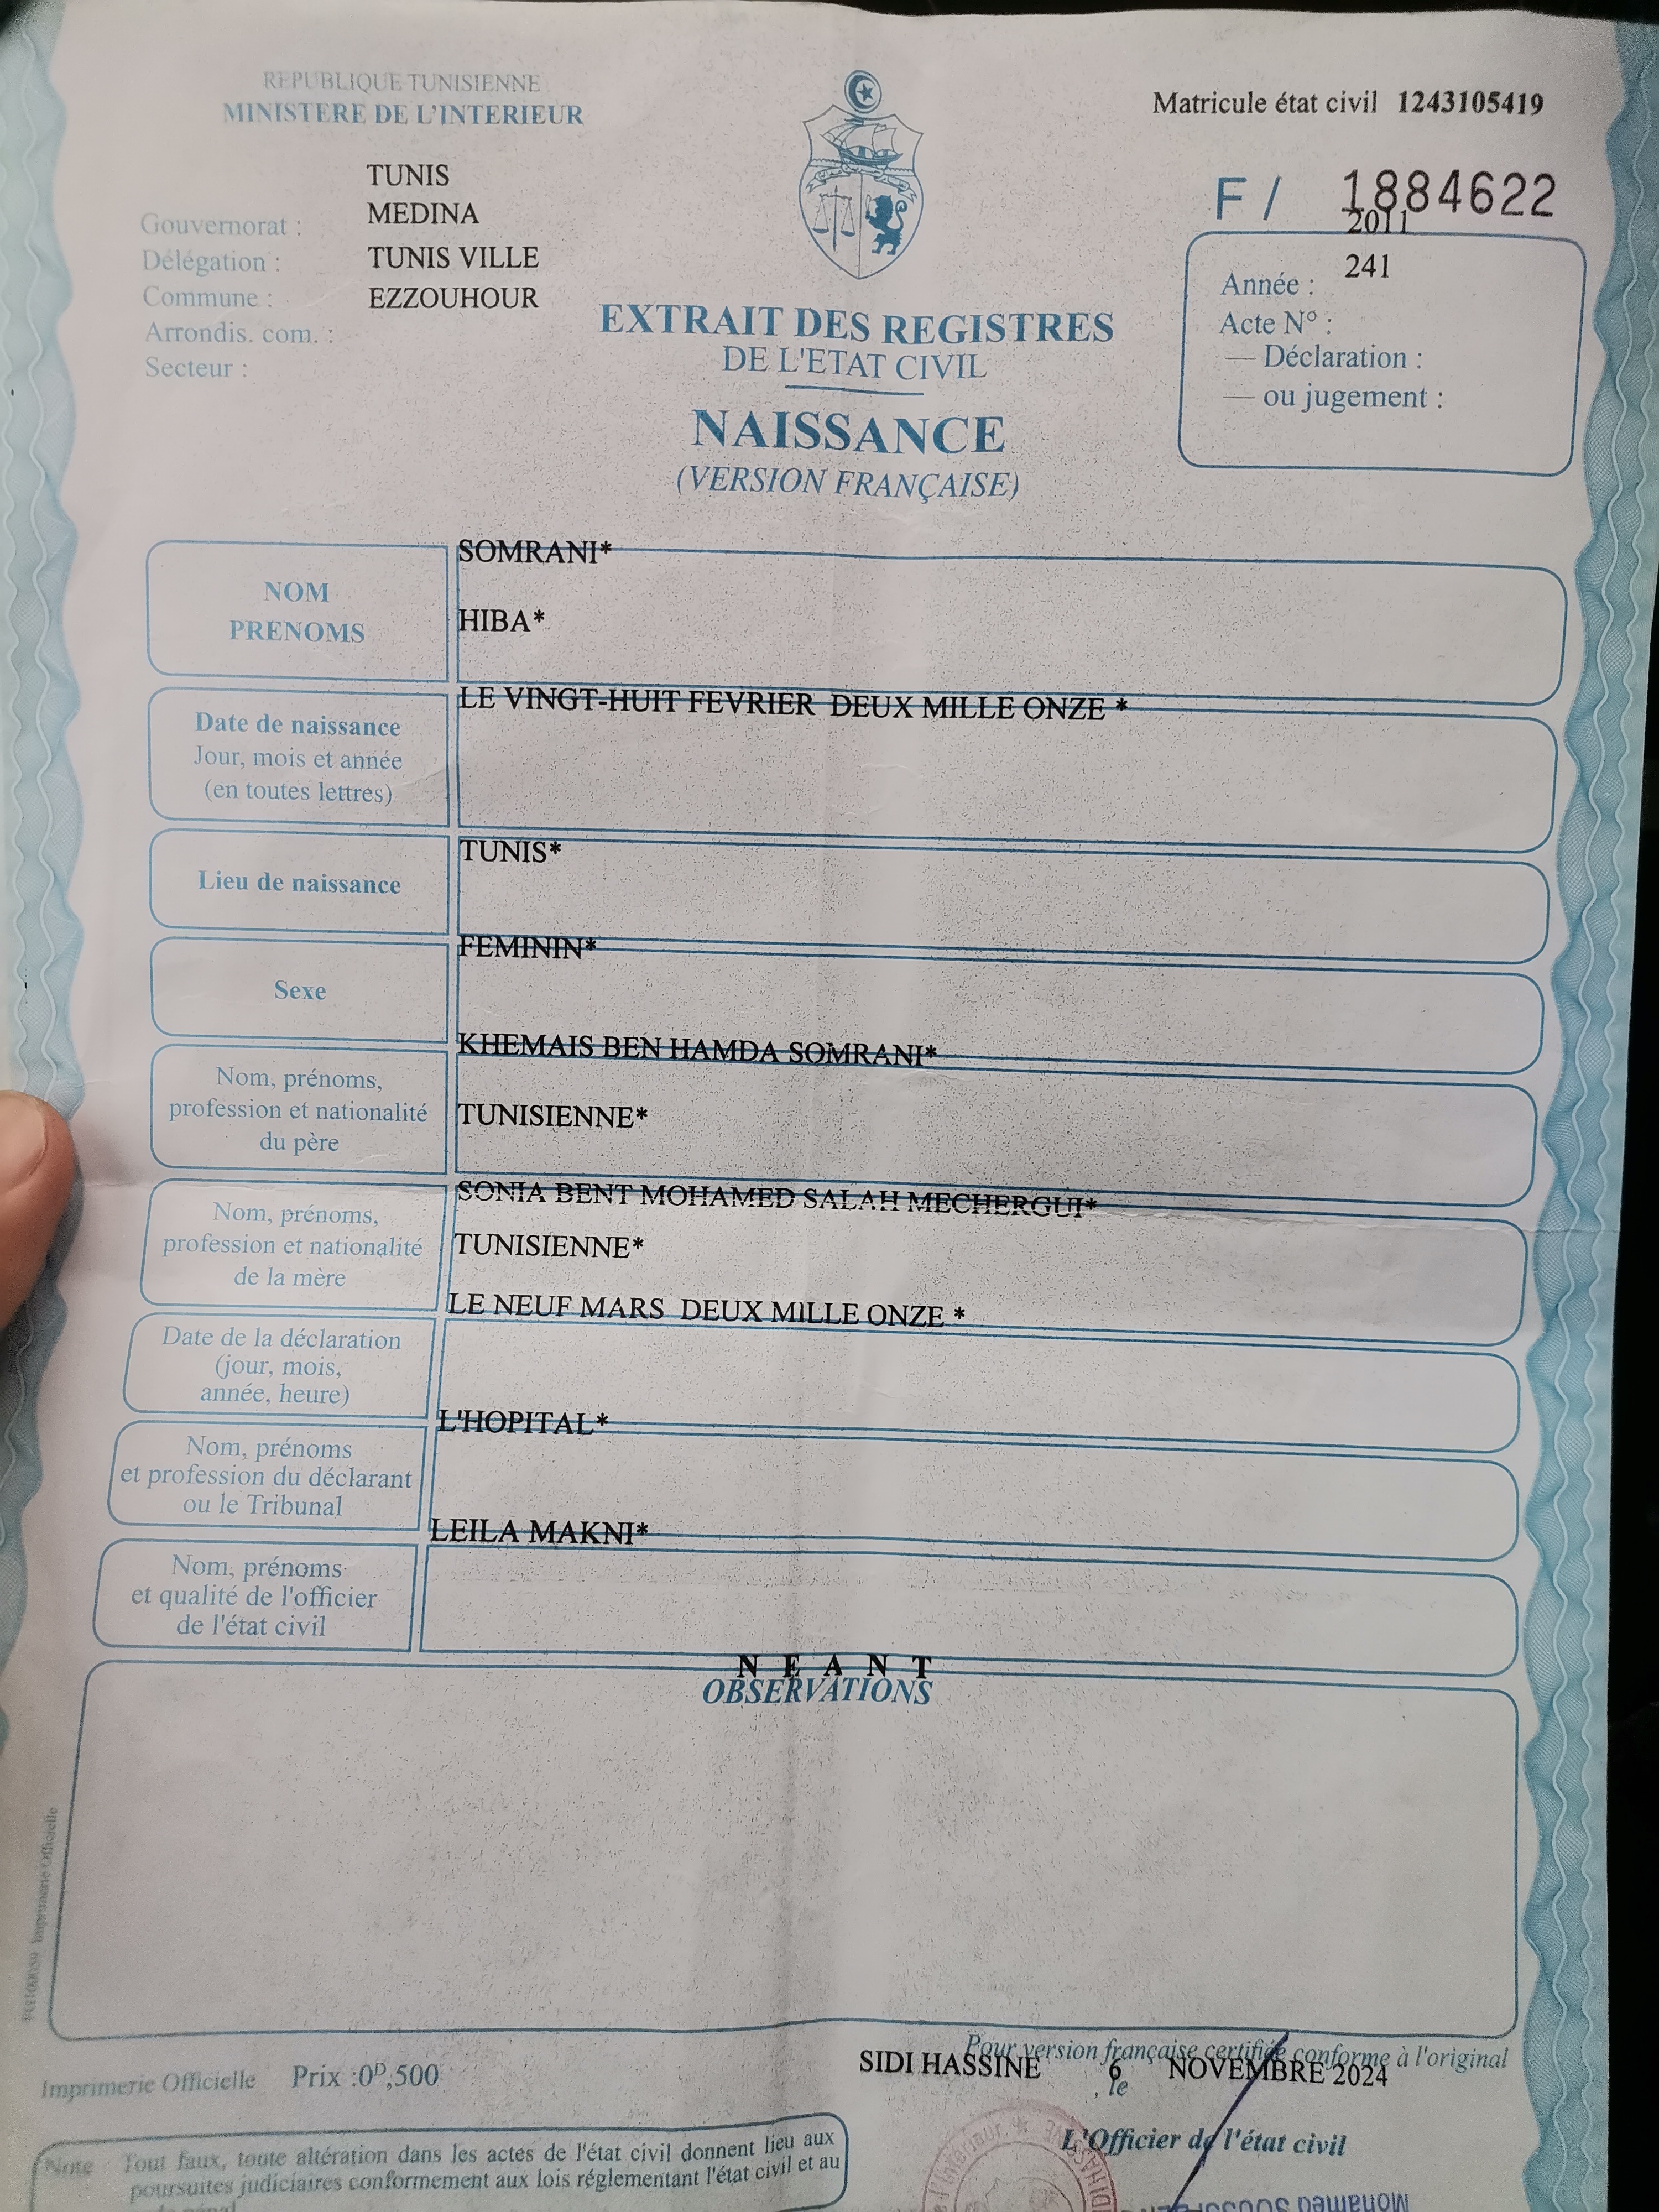 REPUBLIQUE TUNISIENNE
MINISTERE DE L'INTERIEUR
Matricule état civil 1243105419
F / 1884622
TUNIS
Gouvernorat : MEDINA
Délégation : TUNIS VILLE
Commune : EZZOUHOUR
Arrondis. com. :
Secteur :
2011
Année : 241
Acte N° :
— Déclaration :
— ou jugement :
EXTRAIT DES REGISTRES
DE L'ETAT CIVIL
NAISSANCE
(VERSION FRANÇAISE)
NOM
PRENOMS
SOMRANI*
HIBA*
Date de naissance
Jour, mois et année
(en toutes lettres)
LE VINGT-HUIT FEVRIER DEUX MILLE ONZE *
Lieu de naissance
TUNIS*
Sexe
FEMININ*
Nom, prénoms,
profession et nationalité
du père
KHEMAIS BEN HAMDA SOMRANI*
TUNISIENNE*
Nom, prénoms,
profession et nationalité
de la mère
SONIA BENT MOHAMED SALAH MECHERGUI*
TUNISIENNE*
Date de la déclaration
(jour, mois,
année, heure)
LE NEUF MARS DEUX MILLE ONZE *
Nom, prénoms
et profession du déclarant
ou le Tribunal
L'HOPITAL*
Nom, prénoms
et qualité de l'officier
de l'état civil
LEILA MAKNI*
N E A N T
OBSERVATIONS
Imprimerie Officielle
Imprimerie Officielle Prix :0D,500
Pour version française certifiée conforme à l'original
SIDI HASSINE , le 6 NOVEMBRE 2024
L'Officier de l'état civil
Note : Tout faux, toute altération dans les actes de l'état civil donnent lieu aux
poursuites judiciaires conformement aux lois réglementant l'état civil et au
Mohamed